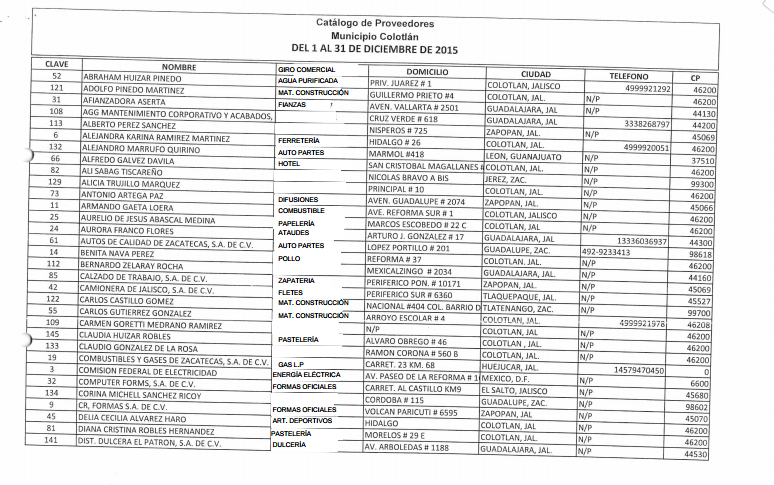 Catálogo de Proveedores
Municipio Colotlán
DEL 1 AL 31 DE DICIEMBRE DE 2015
CLAVE NOMBRE GIRO COMERCIAL DOMICILIO CIUDAD TELEFONO CP
52 ABRAHAM HUIZAR PINEDO AGUA PURIFICADA PRIV. JUAREZ # 1 COLOTLAN, JALISCO 4999921292 46200
121 ADOLFO PINEDO MARTINEZ MAT. CONSTRUCCIÓN GUILLERMO PRIETO #4 COLOTLAN, JAL. N/P 46200
31 AFIANZADORA ASERTA FIANZAS AVEN. VALLARTA # 2501 GUADALAJARA, JAL. N/P 44130
108 AGG MANTENIMIENTO CORPORATIVO Y ACABADOS, CRUZ VERDE # 618 GUADALAJARA, JAL 3338268797 44200
113 ALBERTO PEREZ SANCHEZ NISPEROS # 725 ZAPOPAN, JAL. N/P 45069
6 ALEJANDRA KARINA RAMIREZ MARTINEZ FERRETERÍA HIDALGO # 26 COLOTLAN, JAL. 4999920051 46200
132 ALEJANDRO MARRUFO QUIRINO AUTO PARTES MARMOL #418 LEON, GUANAJUATO N/P 37510
66 ALFREDO GALVEZ DAVILA HOTEL SAN CRISTOBAL MAGALLANES # COLOTLAN, JAL. N/P 46200
82 ALI SABAG TISCAREÑO NICOLAS BRAVO A BIS JEREZ, ZAC. N/P 99300
129 ALICIA TRUJILLO MARQUEZ PRINCIPAL # 10 COLOTLAN, JAL. N/P 46200
73 ANTONIO ARTEGA PAZ DIFUSIONES AVEN. GUADALUPE # 2074 ZAPOPAN, JAL. N/P 45066
11 ARMANDO GAETA LOERA COMBUSTIBLE AVE. REFORMA SUR # 1 COLOTLAN, JALISCO N/P 46200
25 AURELIO DE JESUS ABASCAL MEDINA PAPELERÍA MARCOS ESCOBEDO # 22 C COLOTLAN, JAL. N/P 46200
24 AURORA FRANCO FLORES ATAUDES ARTURO J. GONZALEZ # 17 GUADALAJARA, JAL 13336036937 44300
61 AUTOS DE CALIDAD DE ZACATECAS, S.A. DE C.V. AUTO PARTES LOPEZ PORTILLO # 201 GUADALUPE, ZAC. 492-9233413 98618
14 BENITA NAVA PEREZ POLLO REFORMA # 37 COLOTLAN. JAL. N/P 46200
112 BERNARDO ZELARAY ROCHA MEXICALZINGO # 2034 GUADALAJARA, JAL. N/P 44160
85 CALZADO DE TRABAJO, S.A. DE C.V. ZAPATERIA PERIFERICO PON. # 10171 ZAPOPAN, JAL. N/P 45069
42 CAMIONERA DE JALISCO, S.A. DE C.V. FLETES PERIFERICO SUR # 6360 TLAQUEPAQUE, JAL. N/P 45527
122 CARLOS CASTILLO GOMEZ MAT. CONSTRUCCIÓN NACIONAL #404 COL. BARRIO D TLATENANGO, ZAC. N/P 99700
55 CARLOS GUTIERREZ GONZALEZ MAT. CONSTRUCCIÓN ARROYO ESCOLAR # 4 COLOTLAN, JAL. 4999921978 46208
109 CARMEN GORETTI MEDRANO RAMIREZ N/P COLOTLAN, JAL N/P 46200
145 CLAUDIA HUIZAR ROBLES PASTELERÍA ALVARO OBREGO # 46 COLOTLAN , JAL. N/P 46200
133 CLAUDIO GONZALEZ DE LA ROSA RAMON CORONA # 560 B COLOTLAN, JAL N/P 46200
19 COMBUSTIBLES Y GASES DE ZACATECAS, S.A. DE C.V. GAS L.P CARRET. 23 KM. 68 HUEJUCAR, JAL. 14579470450 0
3 COMISION FEDERAL DE ELECTRICIDAD ENERGÍA ELÉCTRICA AV. PASEO DE LA REFORMA # 1 MEXICO, D.F. N/P 6600
32 COMPUTER FORMS, S.A. DE C.V. FORMAS OFICIALES CARRET. AL CASTILLO KM9 EL SALTO, JALISCO N/P 45680
134 CORINA MICHELL SANCHEZ RICOY CORDOBA # 115 GUADALUPE, ZAC. N/P 98602
9 CR, FORMAS S.A. DE C.V. FORMAS OFICIALES VOLCAN PARICUTI # 6595 ZAPOPAN, JAL N/P 45070
45 DELIA CECILIA ALVAREZ HARO ART. DEPORTIVOS HIDALGO COLOTLAN, JAL N/P 46200
81 DIANA CRISTINA ROBLES HERNANDEZ PASTELERÍA MORELOS # 29 E COLOTLAN, JAL. N/P 46200
141 DIST. DULCERA EL PATRON, S.A. DE C.V. DULCERÍA AV. ARBOLEDAS # 1188 GUADALAJARA, JAL. N/P 44530